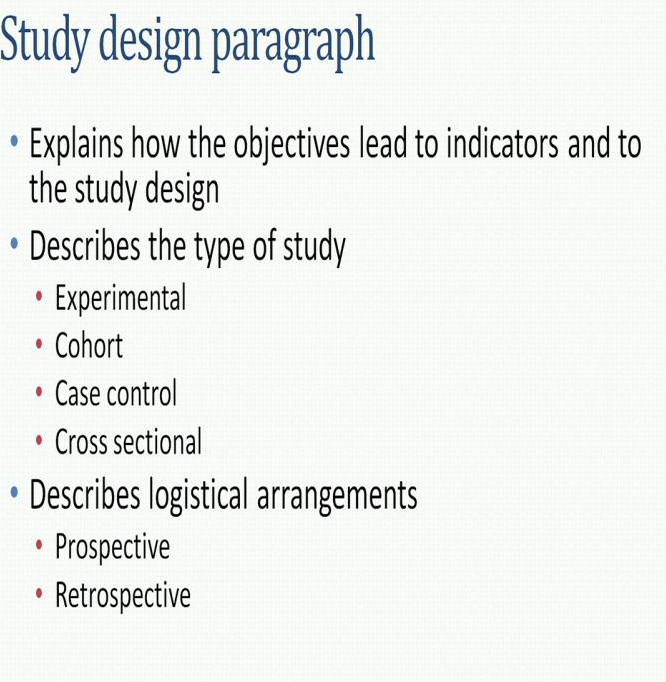 Study design paragraph
• Explains how the objectives lead to indicators and to
the study design
• Describes the type of study
• Experimental
• Cohort
• Case control
• Cross sectional
• Describes logistical arrangements
• Prospective
• Retrospective